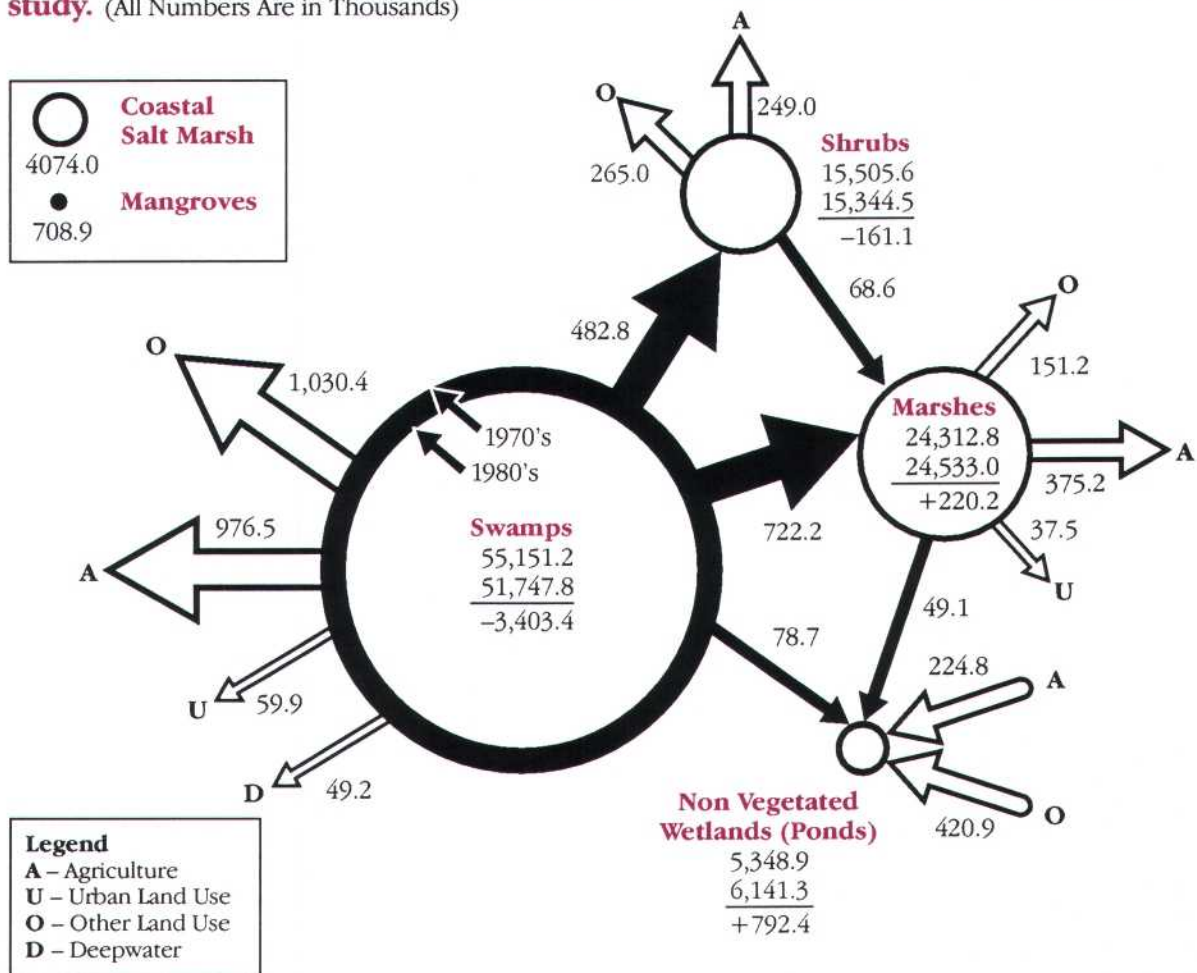 study. (All Numbers Are in Thousands)
Coastal
Salt Marsh
4074.0
Mangroves
708.9
A
O
249.0
265.0
Shrubs
15,505.6
15,344.5
–161.1
68.6
482.8
O
151.2
Marshes
24,312.8
24,533.0
+220.2
A
375.2
37.5
U
O
1,030.4
1970's
1980's
976.5
A
Swamps
55,151.2
51,747.8
–3,403.4
722.2
49.1
78.7
224.8
A
U
59.9
D
49.2
O
420.9
Non Vegetated
Wetlands (Ponds)
5,348.9
6,141.3
+792.4
Legend
A – Agriculture
U – Urban Land Use
O – Other Land Use
D – Deepwater